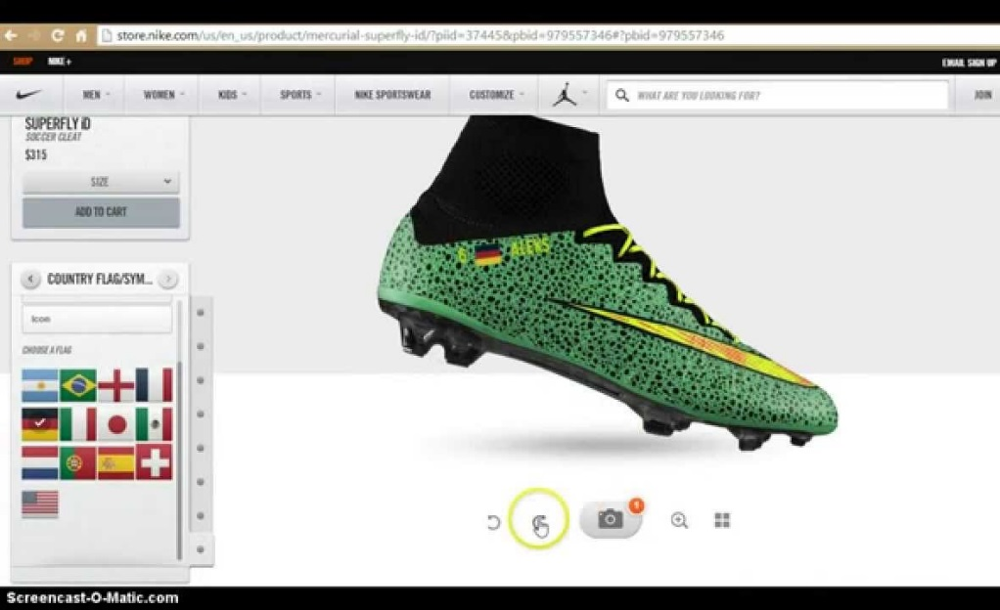 store.nike.com/us/en_us/product/mercurial-superfly-id/?piid=37445&pbid=979557346#?pbid=979557346
SHOP NIKE+ EMAIL SIGN UP
MEN WOMEN KIDS SPORTS NIKE SPORTSWEAR CUSTOMIZE WHAT ARE YOU LOOKING FOR? JOIN
SUPERFLY iD
SOCCER CLEAT
$315
SIZE
ADD TO CART
6 ALEKS
COUNTRY FLAG/SYM...
Icon
CHOOSE A FLAG
1
Screencast-O-Matic.com